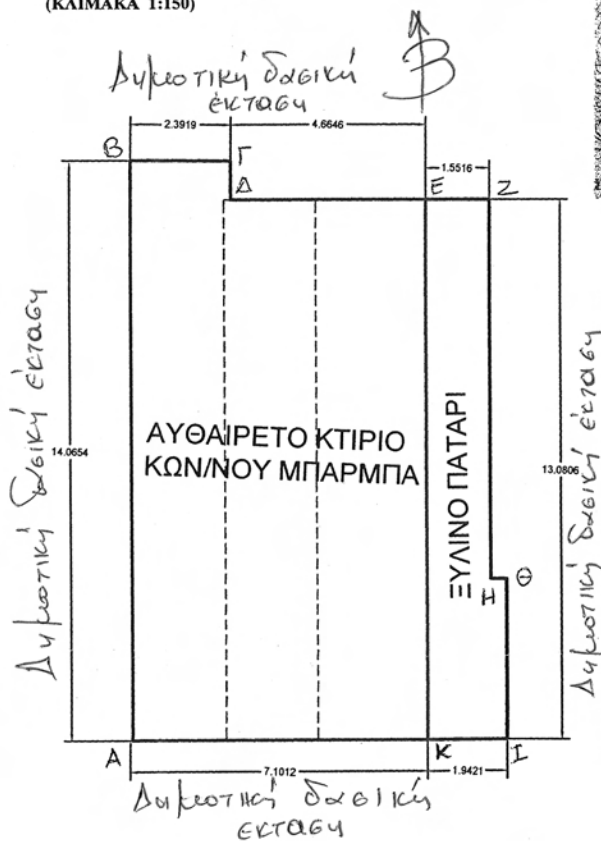 (ΚΛΙΜΑΚΑ 1:150)
Δημοτική δασική
έκταση
Β
2.3919
4.6646
Β
Γ
Δ
Ε
1.5516
Ζ
Δημοτική δασική έκταση
14.0654
ΑΥΘΑΙΡΕΤΟ ΚΤΙΡΙΟ
ΚΩΝ/ΝΟΥ ΜΠΑΡΜΠΑ
ΞΥΛΙΝΟ ΠΑΤΑΡΙ
13.0806
Δημοτική δασική έκταση
Η
Θ
Α
Κ
Ι
7.1012
1.9421
Δημοτική δασική
έκταση